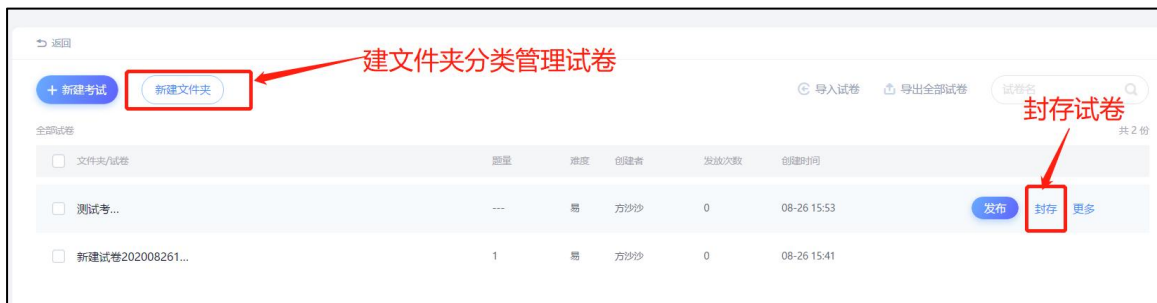 返回
建文件夹分类管理试卷
+ 新建考试 新建文件夹 导入试卷 导出全部试卷 试卷名
封存试卷
全部试卷 共 2 份
文件夹/试卷 题量 难度 创建者 发放次数 创建时间
测试考... --- 易 方沙沙 0 08-26 15:53 发布 封存 更多
新建试卷202008261... 1 易 方沙沙 0 08-26 15:41